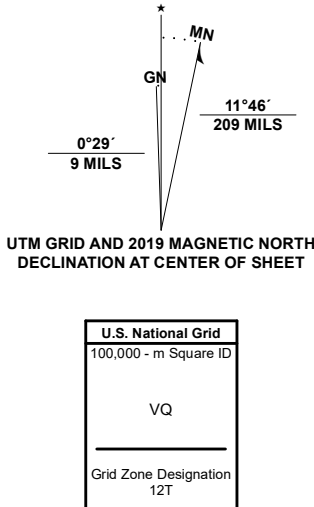 MN
GN
11°46´
209 MILS
0°29´
9 MILS
UTM GRID AND 2019 MAGNETIC NORTH
DECLINATION AT CENTER OF SHEET
U.S. National Grid
100,000 - m Square ID
VQ
Grid Zone Designation
12T